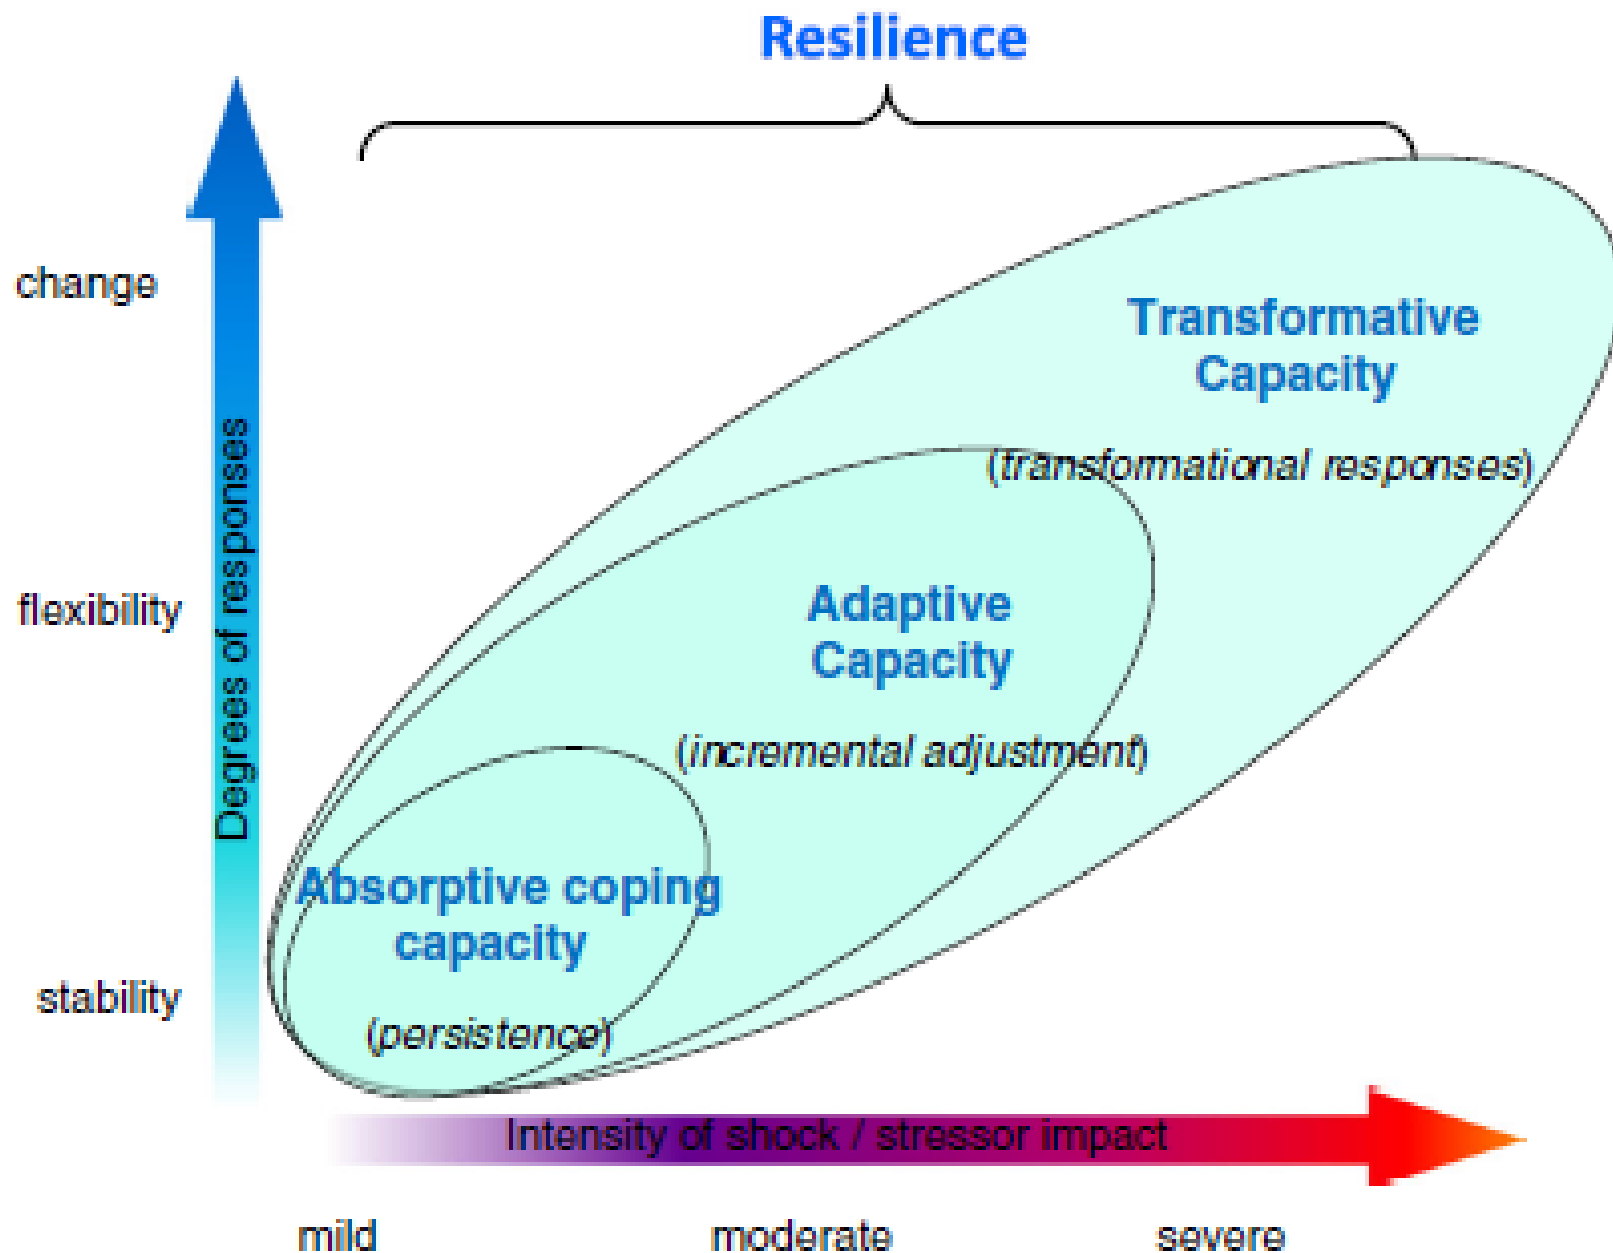 Resilience
change
Transformative
Capacity
(transformational responses)
Degrees of responses
flexibility
Adaptive
Capacity
(incremental adjustment)
Absorptive coping
capacity
stability
(persistence)
Intensity of shock / stressor impact
mild moderate severe